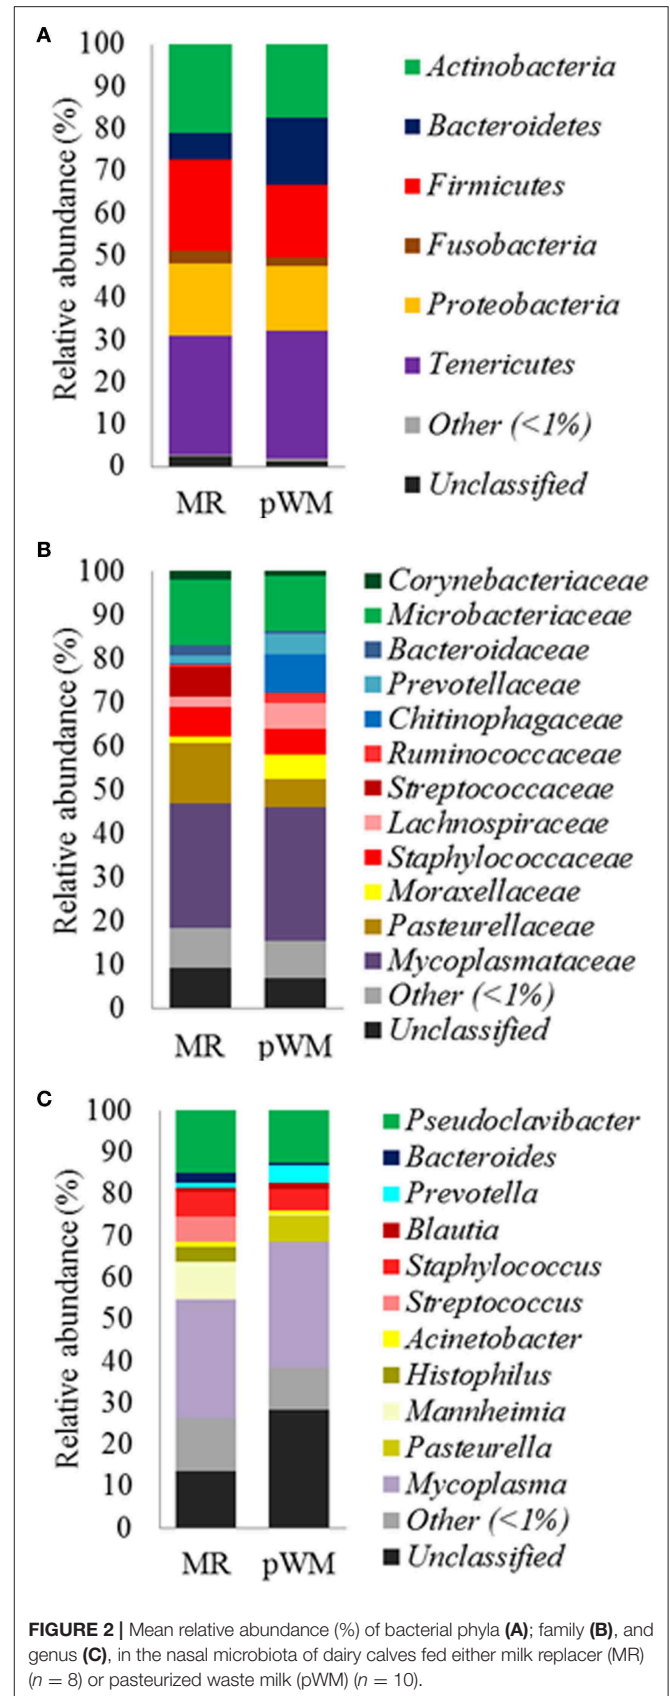 A
Relative abundance (%)
100
90
80
70
60
50
40
30
20
10
0
MR pWM
Actinobacteria
Bacteroidetes
Firmicutes
Fusobacteria
Proteobacteria
Tenericutes
Other (<1%)
Unclassified
B
Relative abundance (%)
100
90
80
70
60
50
40
30
20
10
0
MR pWM
Corynebacteriaceae
Microbacteriaceae
Bacteroidaceae
Prevotellaceae
Chitinophagaceae
Ruminococcaceae
Streptococcaceae
Lachnospiraceae
Staphylococcaceae
Moraxellaceae
Pasteurellaceae
Mycoplasmataceae
Other (<1%)
Unclassified
C
Relative abundance (%)
100
90
80
70
60
50
40
30
20
10
0
MR pWM
Pseudoclavibacter
Bacteroides
Prevotella
Blautia
Staphylococcus
Streptococcus
Acinetobacter
Histophilus
Mannheimia
Pasteurella
Mycoplasma
Other (<1%)
Unclassified
FIGURE 2 | Mean relative abundance (%) of bacterial phyla (A); family (B), and
genus (C), in the nasal microbiota of dairy calves fed either milk replacer (MR)
(n = 8) or pasteurized waste milk (pWM) (n = 10).